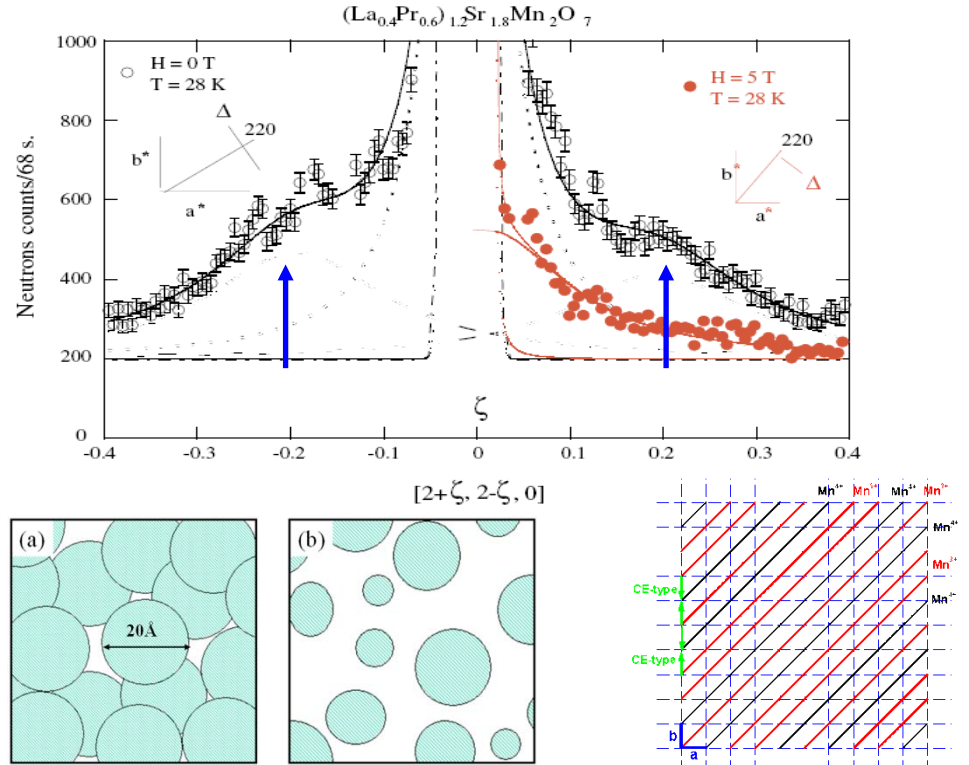 (La0.4Pr0.6)1.2Sr1.8Mn2O7
Neutrons counts/68 s.
1000
800
600
400
200
0
H = 0 T
T = 28 K
Δ
220
b*
a*
H = 5 T
T = 28 K
220
b*
Δ
a*
ζ
-0.4 -0.3 -0.2 -0.1 0 0.1 0.2 0.3 0.4
[2+ζ, 2-ζ, 0]
(a)
20Å
(b)
Mn⁴⁺ Mn³⁺ Mn⁴⁺ Mn³⁺
Mn⁴⁺
Mn³⁺
Mn⁴⁺
CE-type
CE-type
b
a